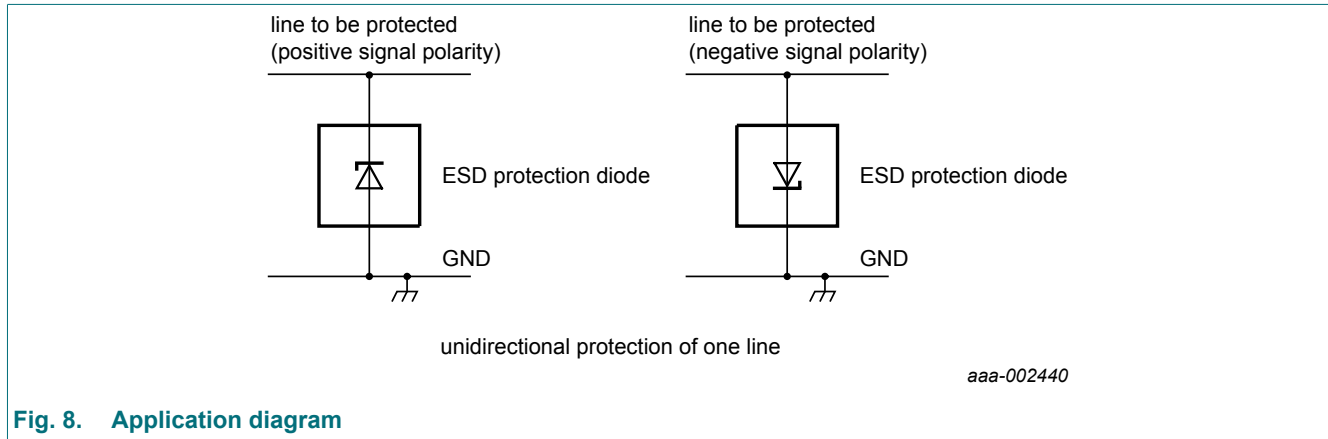 line to be protected
(positive signal polarity)
line to be protected
(negative signal polarity)
ESD protection diode
ESD protection diode
GND
GND
unidirectional protection of one line
aaa-002440
Fig. 8. Application diagram